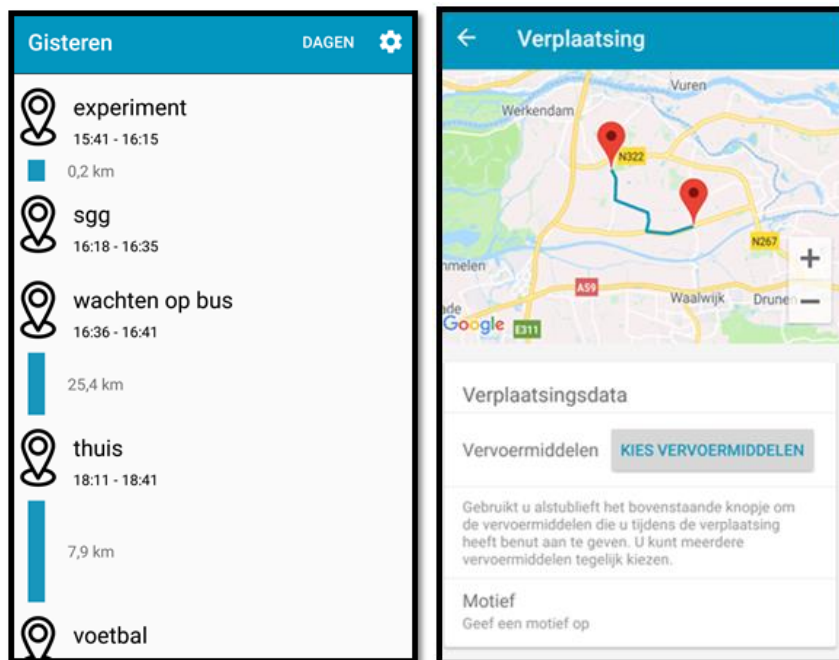 Gisteren
DAGEN
experiment
15:41 - 16:15
0,2 km
sgg
16:18 - 16:35
wachten op bus
16:36 - 16:41
25,4 km
thuis
18:11 - 18:41
7,9 km
voetbal
Verplaatsing
Vuren
Werkendam
N322
N267
A59
Waalwijk
Google
E311
+
−
Verplaatsingsdata
Vervoermiddelen
KIES VERVOERMIDDELEN
Gebruikt u alstublieft het bovenstaande knopje om
de vervoermiddelen die u tijdens de verplaatsing
heeft benut aan te geven. U kunt meerdere
vervoermiddelen tegelijk kiezen.
Motief
Geef een motief op